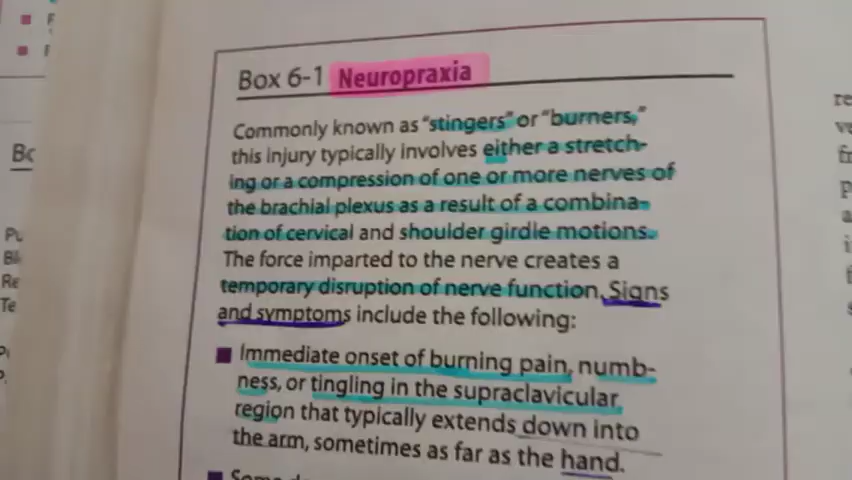 Box 6-1 Neuropraxia
Commonly known as “stingers” or “burners,”
this injury typically involves either a stretch-
ing or a compression of one or more nerves of
the brachial plexus as a result of a combina-
tion of cervical and shoulder girdle motions.
The force imparted to the nerve creates a
temporary disruption of nerve function. Signs
and symptoms include the following:
■ Immediate onset of burning pain, numb-
ness, or tingling in the supraclavicular
region that typically extends down into
the arm, sometimes as far as the hand.